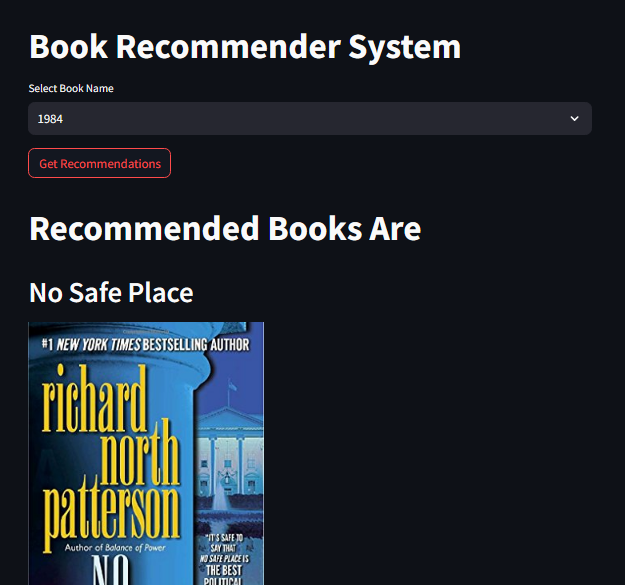 Book Recommender System
Select Book Name
1984
Get Recommendations
Recommended Books Are
No Safe Place
#1 NEW YORK TIMES BESTSELLING AUTHOR
richard
north
patterson
Author of Balance of Power
"IT'S SAFE TO
SAY THAT
NO SAFE PLACE IS
THE BEST
POLITICAL
NO